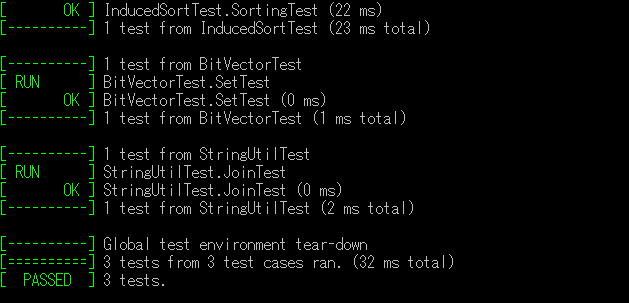 [       OK ] InducedSortTest.SortingTest (22 ms)
[----------] 1 test from InducedSortTest (23 ms total)
[----------] 1 test from BitVectorTest
[ RUN      ] BitVectorTest.SetTest
[       OK ] BitVectorTest.SetTest (0 ms)
[----------] 1 test from BitVectorTest (1 ms total)
[----------] 1 test from StringUtilTest
[ RUN      ] StringUtilTest.JoinTest
[       OK ] StringUtilTest.JoinTest (0 ms)
[----------] 1 test from StringUtilTest (2 ms total)
[----------] Global test environment tear-down
[==========] 3 tests from 3 test cases ran. (32 ms total)
[  PASSED  ] 3 tests.